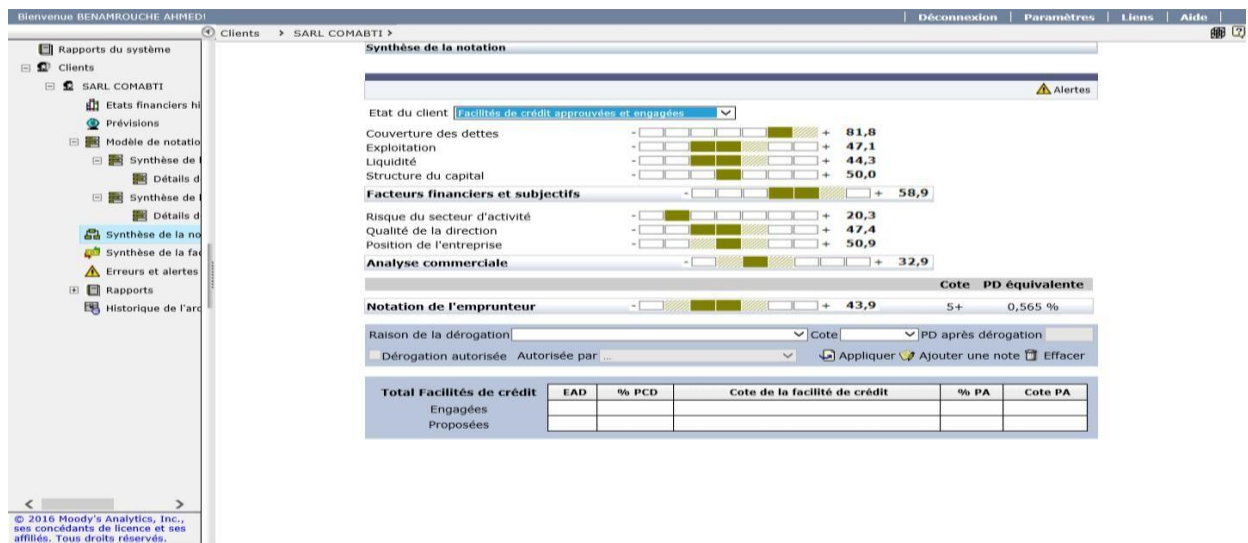 Bienvenue BENAMROUCHE AHMED!
Déconnexion | Paramètres | Liens | Aide
Clients > SARL COMABTI >
Rapports du système
Clients
SARL COMABTI
Etats financiers hi
Prévisions
Modèle de notatio
Synthèse de l
Détails d
Synthèse de l
Détails d
Synthèse de la no
Synthèse de la fac
Erreurs et alertes
Rapports
Historique de l'arc
© 2016 Moody's Analytics, Inc.,
ses concédants de licence et ses
affiliés. Tous droits réservés.
Synthèse de la notation
Alertes
Etat du client Facilités de crédit approuvées et engagées
Couverture des dettes - + 81,8
Exploitation - + 47,1
Liquidité - + 44,3
Structure du capital - + 50,0
Facteurs financiers et subjectifs - + 58,9
Risque du secteur d'activité - + 20,3
Qualité de la direction - + 47,4
Position de l'entreprise - + 50,9
Analyse commerciale - + 32,9
Cote PD équivalente
Notation de l'emprunteur - + 43,9 5+ 0,565 %
Raison de la dérogation Cote PD après dérogation
Dérogation autorisée Autorisée par ... Appliquer Ajouter une note Effacer
Total Facilités de crédit EAD % PCD Cote de la facilité de crédit % PA Cote PA
Engagées
Proposées